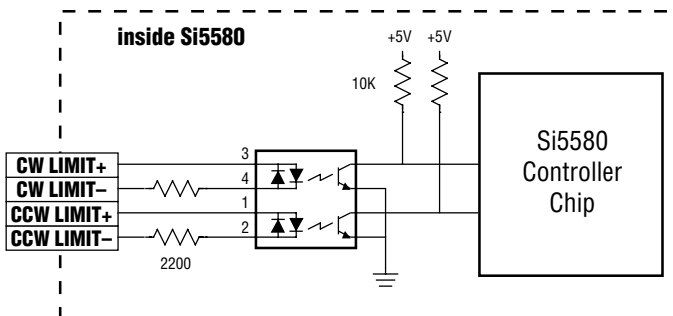 inside Si5580
+5V +5V
10K
Si5580
Controller
Chip
CW LIMIT+
3
CW LIMIT–
4
CCW LIMIT+
1
CCW LIMIT–
2
2200